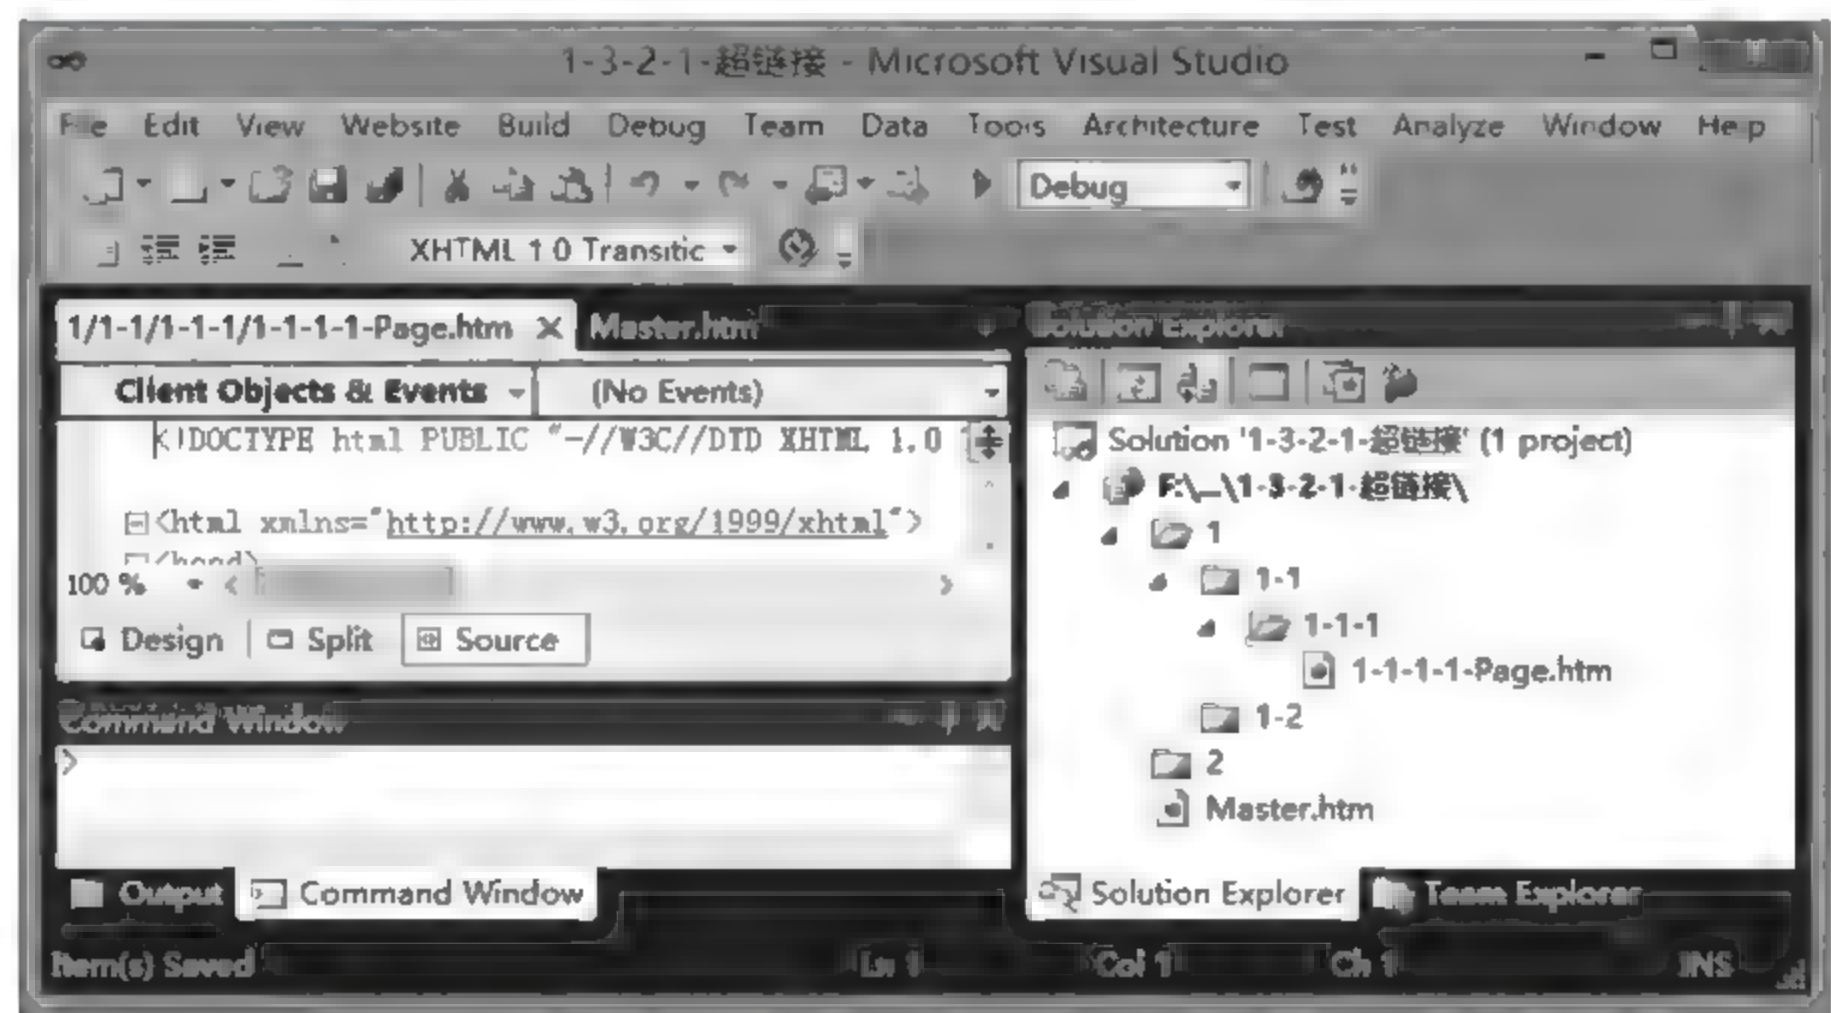 1-3-2-1-超链接 - Microsoft Visual Studio
File Edit View Website Build Debug Team Data Tools Architecture Test Analyze Window Help
Debug
XHTML 1 0 Transitic
1/1-1/1-1-1/1-1-1-1-Page.htm Master.htm
Client Objects & Events (No Events)
<!DOCTYPE html PUBLIC "-//W3C//DTD XHTML 1.0
<html xmlns="http://www.w3.org/1999/xhtml">
<head>
100 %
Design Split Source
Command Window
>
Output Command Window
Solution Explorer
Solution '1-3-2-1-超链接' (1 project)
F:\...\1-3-2-1-超链接\
1
1-1
1-1-1
1-1-1-1-Page.htm
1-2
2
Master.htm
Solution Explorer Team Explorer
Item(s) Saved Ln 1 Col 1 Ch 1 INS